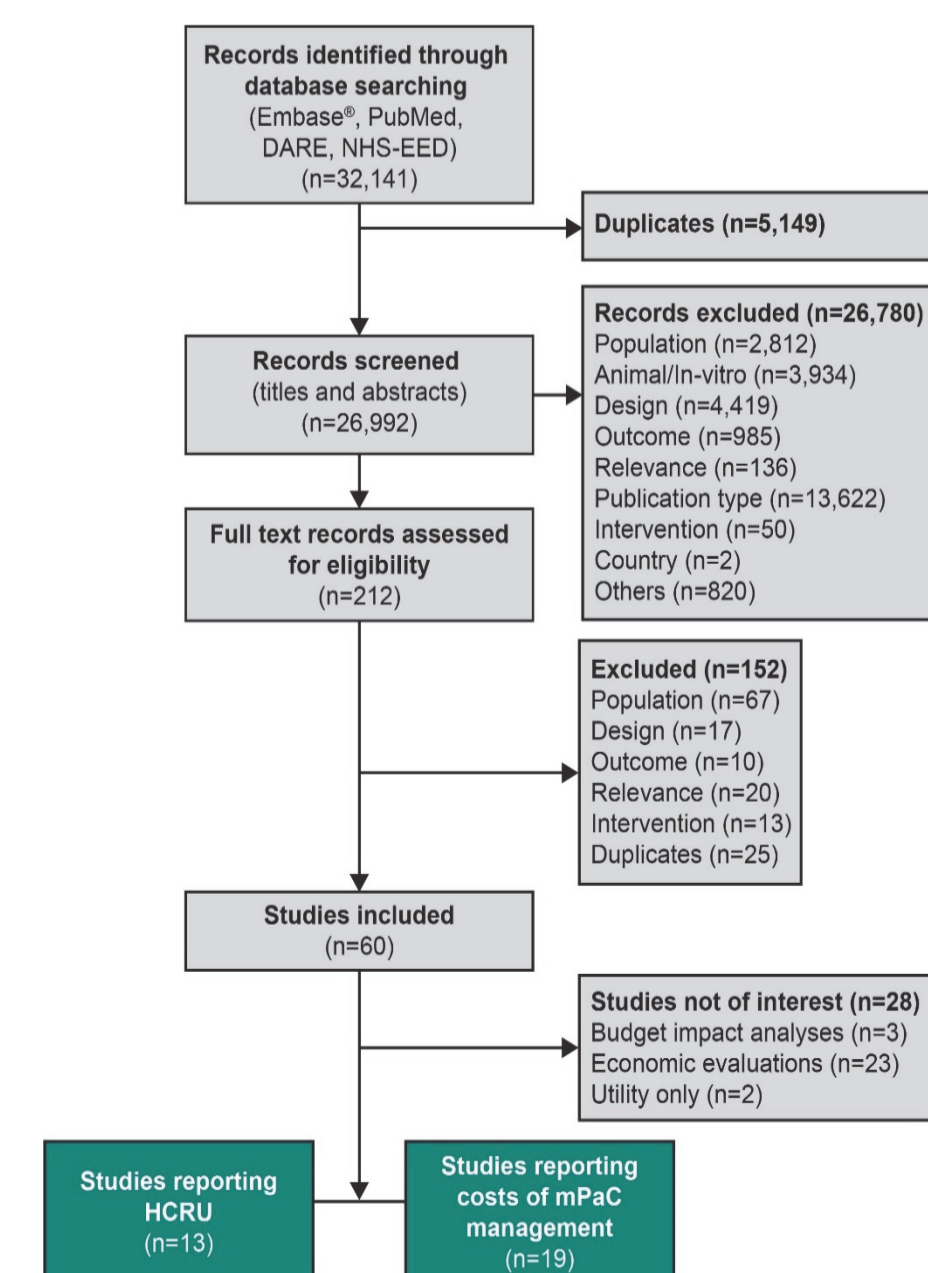 Records identified through
database searching
(Embase®, PubMed,
DARE, NHS-EED)
(n=32,141)
Duplicates (n=5,149)
Records screened
(titles and abstracts)
(n=26,992)
Records excluded (n=26,780)
Population (n=2,812)
Animal/In-vitro (n=3,934)
Design (n=4,419)
Outcome (n=985)
Relevance (n=136)
Publication type (n=13,622)
Intervention (n=50)
Country (n=2)
Others (n=820)
Full text records assessed
for eligibility
(n=212)
Excluded (n=152)
Population (n=67)
Design (n=17)
Outcome (n=10)
Relevance (n=20)
Intervention (n=13)
Duplicates (n=25)
Studies included
(n=60)
Studies not of interest (n=28)
Budget impact analyses (n=3)
Economic evaluations (n=23)
Utility only (n=2)
Studies reporting
HCRU
(n=13)
Studies reporting
costs of mPaC
management
(n=19)